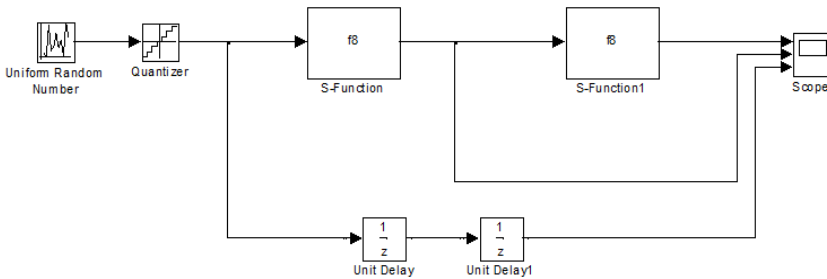 f8
f8
Uniform Random
Number
Quantizer
S-Function
S-Function1
Scope
1
z
1
z
Unit Delay
Unit Delay1